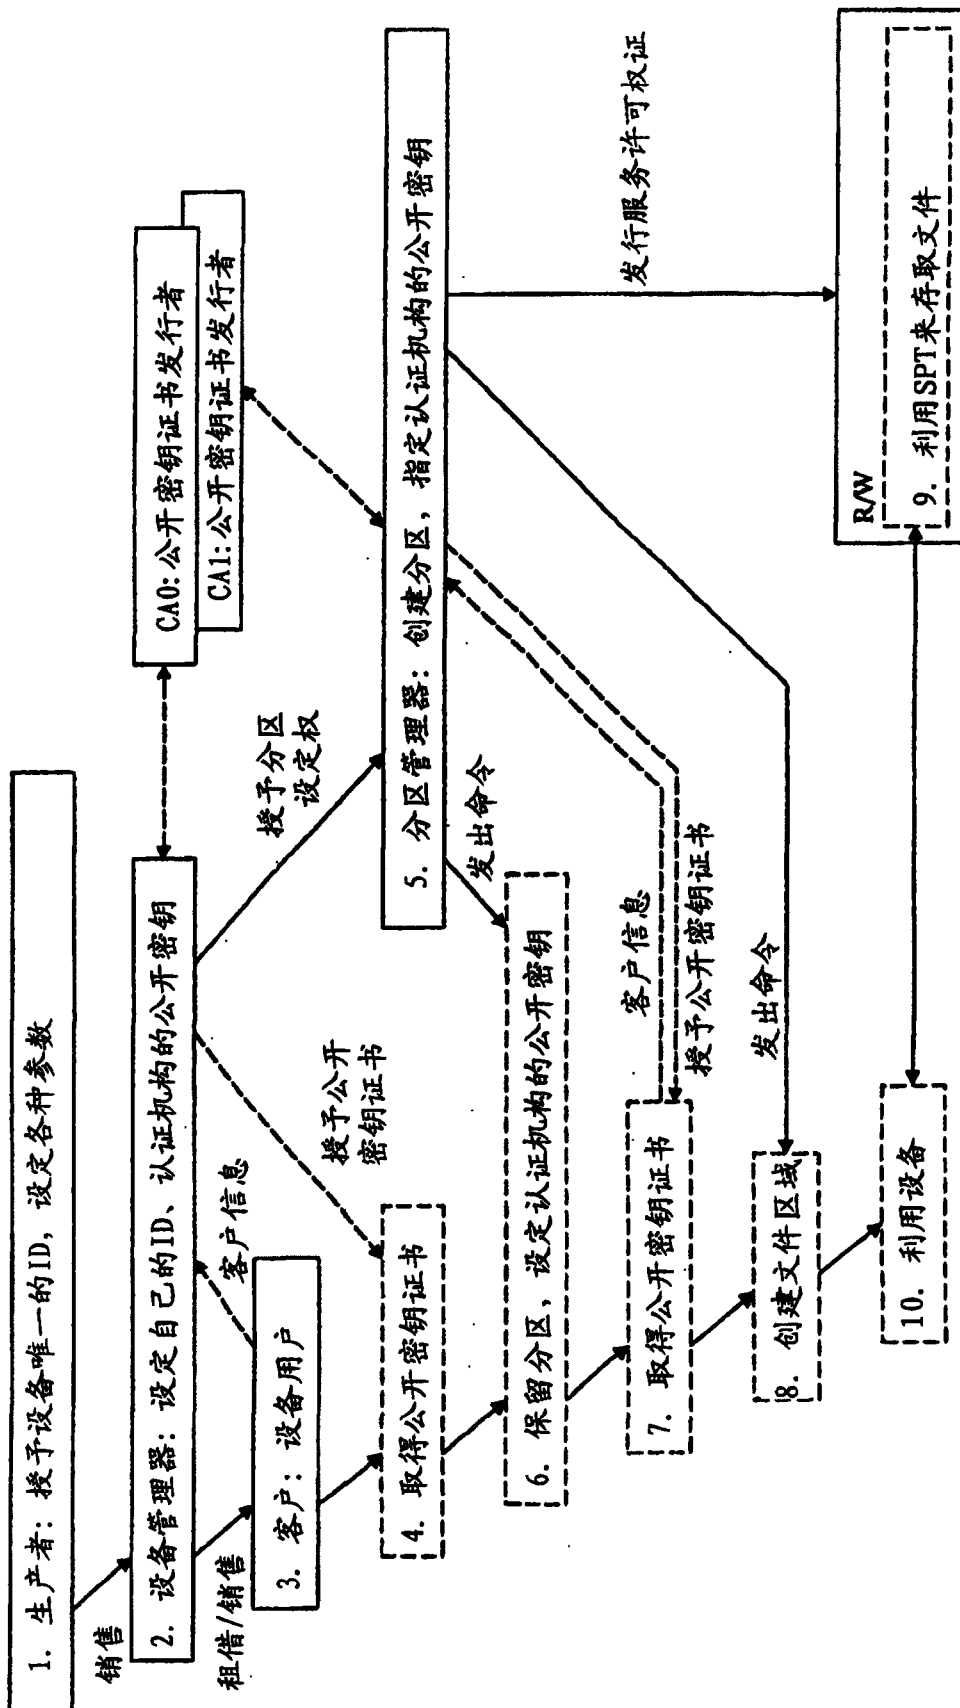 1. 生产者: 授予设备唯一的ID, 设定各种参数
销售
2. 设备管理器: 设定自己的ID、认证机构的公开密钥
CA0:公开密钥证书发行者
CA1:公开密钥证书发行者
租借/销售
3. 客户: 设备用户
客户信息
授予分区
设定权
授予公开
密钥证书
4. 取得公开密钥证书
5. 分区管理器: 创建分区, 指定认证机构的公开密钥
发出命令
6. 保留分区, 设定认证机构的公开密钥
客户信息
授予公开密钥证书
7. 取得公开密钥证书
发出命令
8. 创建文件区域
发行服务许可权证
R/W
9. 利用SPT来存取文件
10. 利用设备